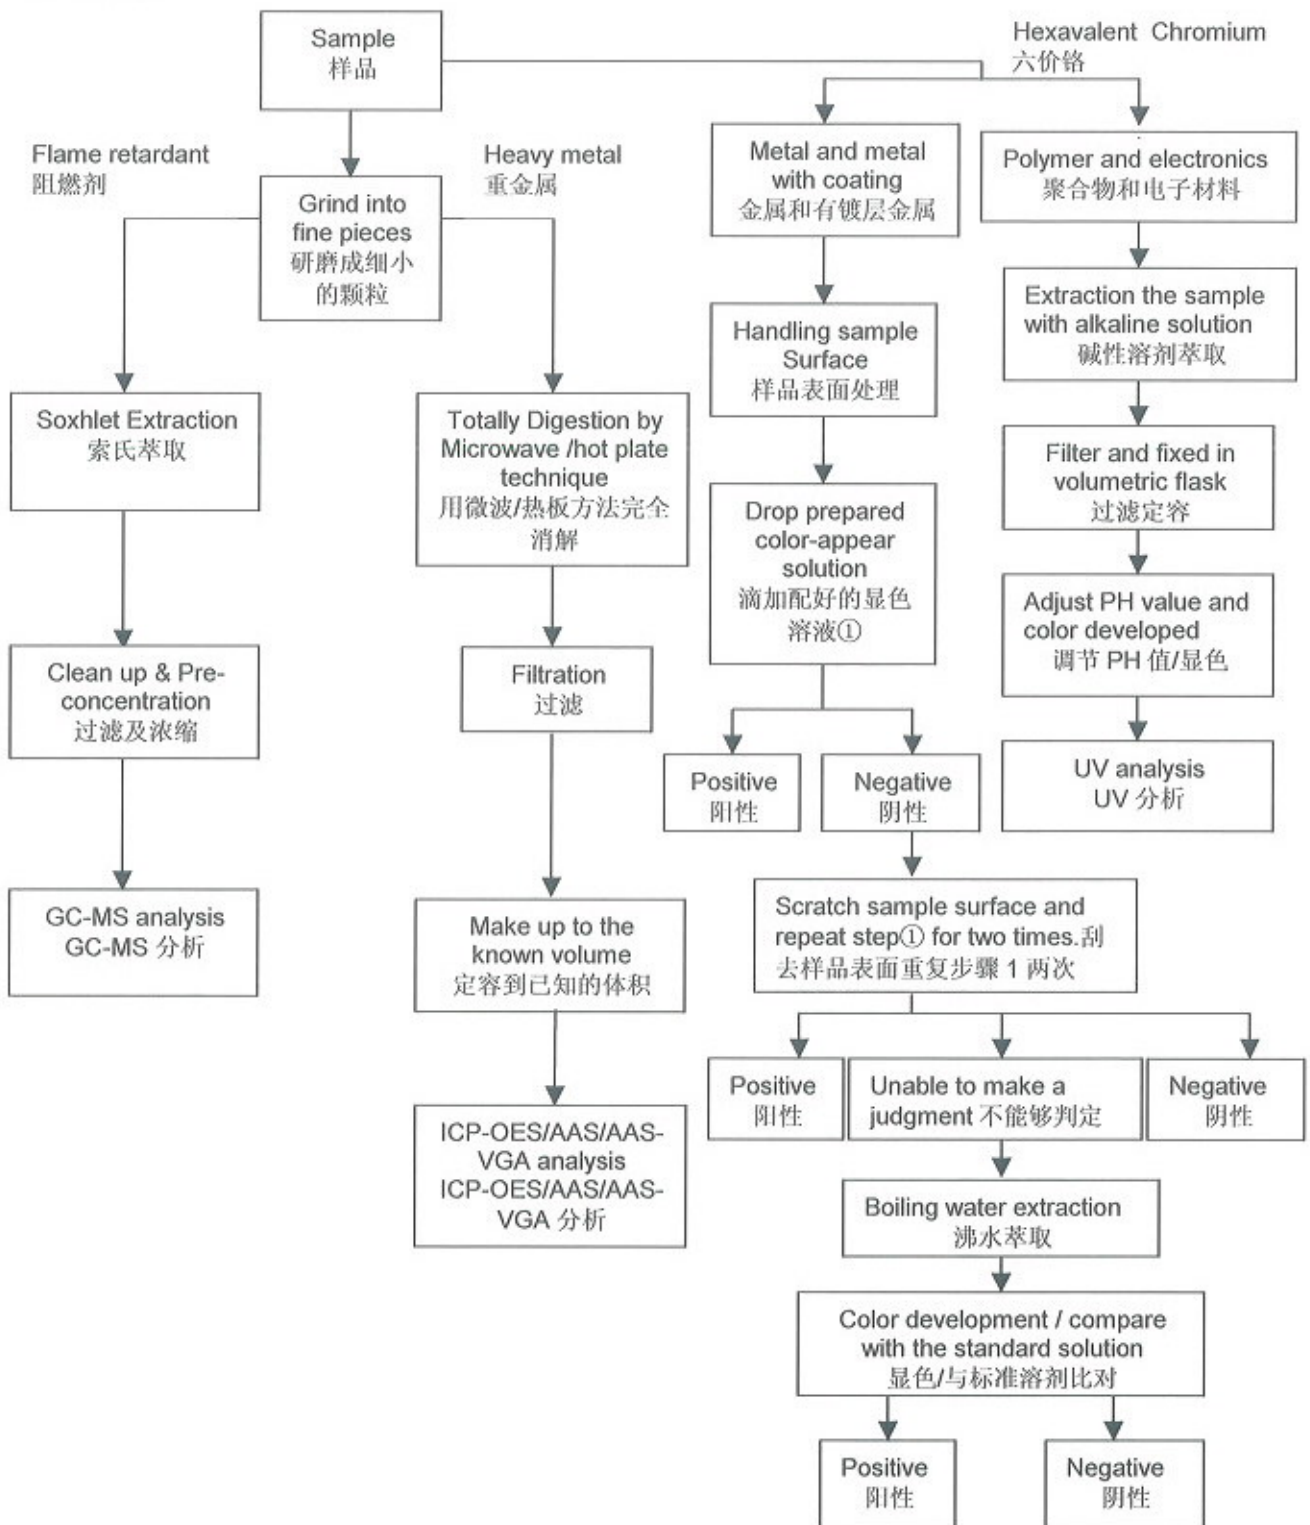 Sample
样品
Hexavalent Chromium
六价铬
Flame retardant
阻燃剂
Heavy metal
重金属
Grind into
fine pieces
研磨成细小
的颗粒
Metal and metal
with coating
金属和有镀层金属
Polymer and electronics
聚合物和电子材料
Soxhlet Extraction
索氏萃取
Totally Digestion by
Microwave /hot plate
technique
用微波/热板方法完全
消解
Handling sample
Surface
样品表面处理
Extraction the sample
with alkaline solution
碱性溶剂萃取
Drop prepared
color-appear
solution
滴加配好的显色
溶液①
Filter and fixed in
volumetric flask
过滤定容
Clean up & Pre-
concentration
过滤及浓缩
Filtration
过滤
Adjust PH value and
color developed
调节 PH 值/显色
Positive
阳性
Negative
阴性
UV analysis
UV 分析
GC-MS analysis
GC-MS 分析
Make up to the
known volume
定容到已知的体积
Scratch sample surface and
repeat step① for two times.刮
去样品表面重复步骤 1 两次
Positive
阳性
Unable to make a
judgment 不能够判定
Negative
阴性
ICP-OES/AAS/AAS-
VGA analysis
ICP-OES/AAS/AAS-
VGA 分析
Boiling water extraction
沸水萃取
Color development / compare
with the standard solution
显色/与标准溶剂比对
Positive
阳性
Negative
阴性